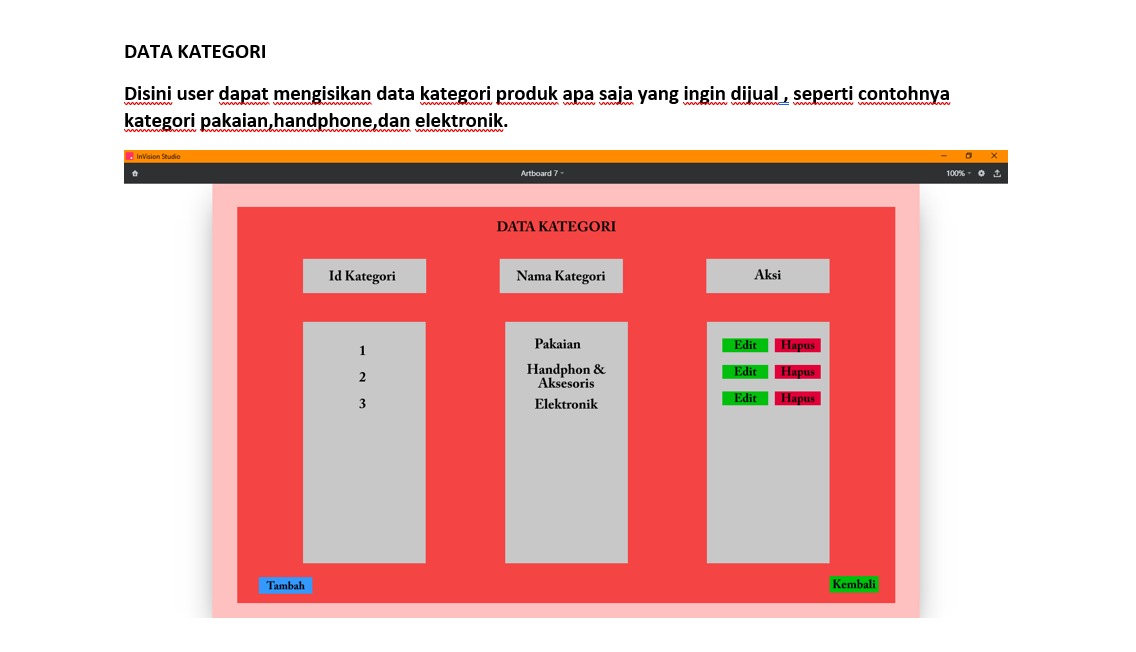 DATA KATEGORI
Disini user dapat mengisikan data kategori produk apa saja yang ingin dijual , seperti contohnya
kategori pakaian,handphone,dan elektronik.
InVision Studio
Artboard 7
100%
DATA KATEGORI
Id Kategori Nama Kategori Aksi
1 Pakaian Edit Hapus
2 Handphon &
Aksesoris Edit Hapus
3 Elektronik Edit Hapus
Tambah Kembali